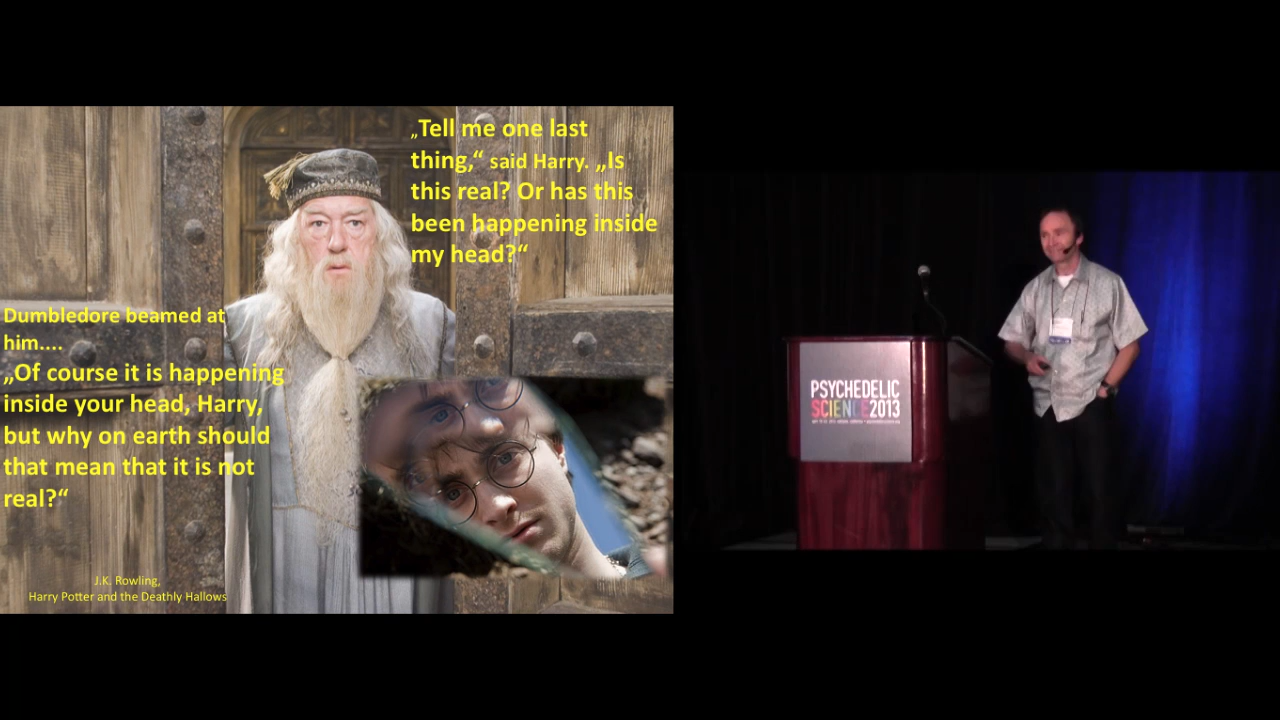 „Tell me one last
thing,“ said Harry. „Is
this real? Or has this
been happening inside
my head?“
Dumbledore beamed at
him....
„Of course it is happening
inside your head, Harry,
but why on earth should
that mean that it is not
real?“
J.K. Rowling,
Harry Potter and the Deathly Hallows
PSYCHEDELIC
SCIENCE2013